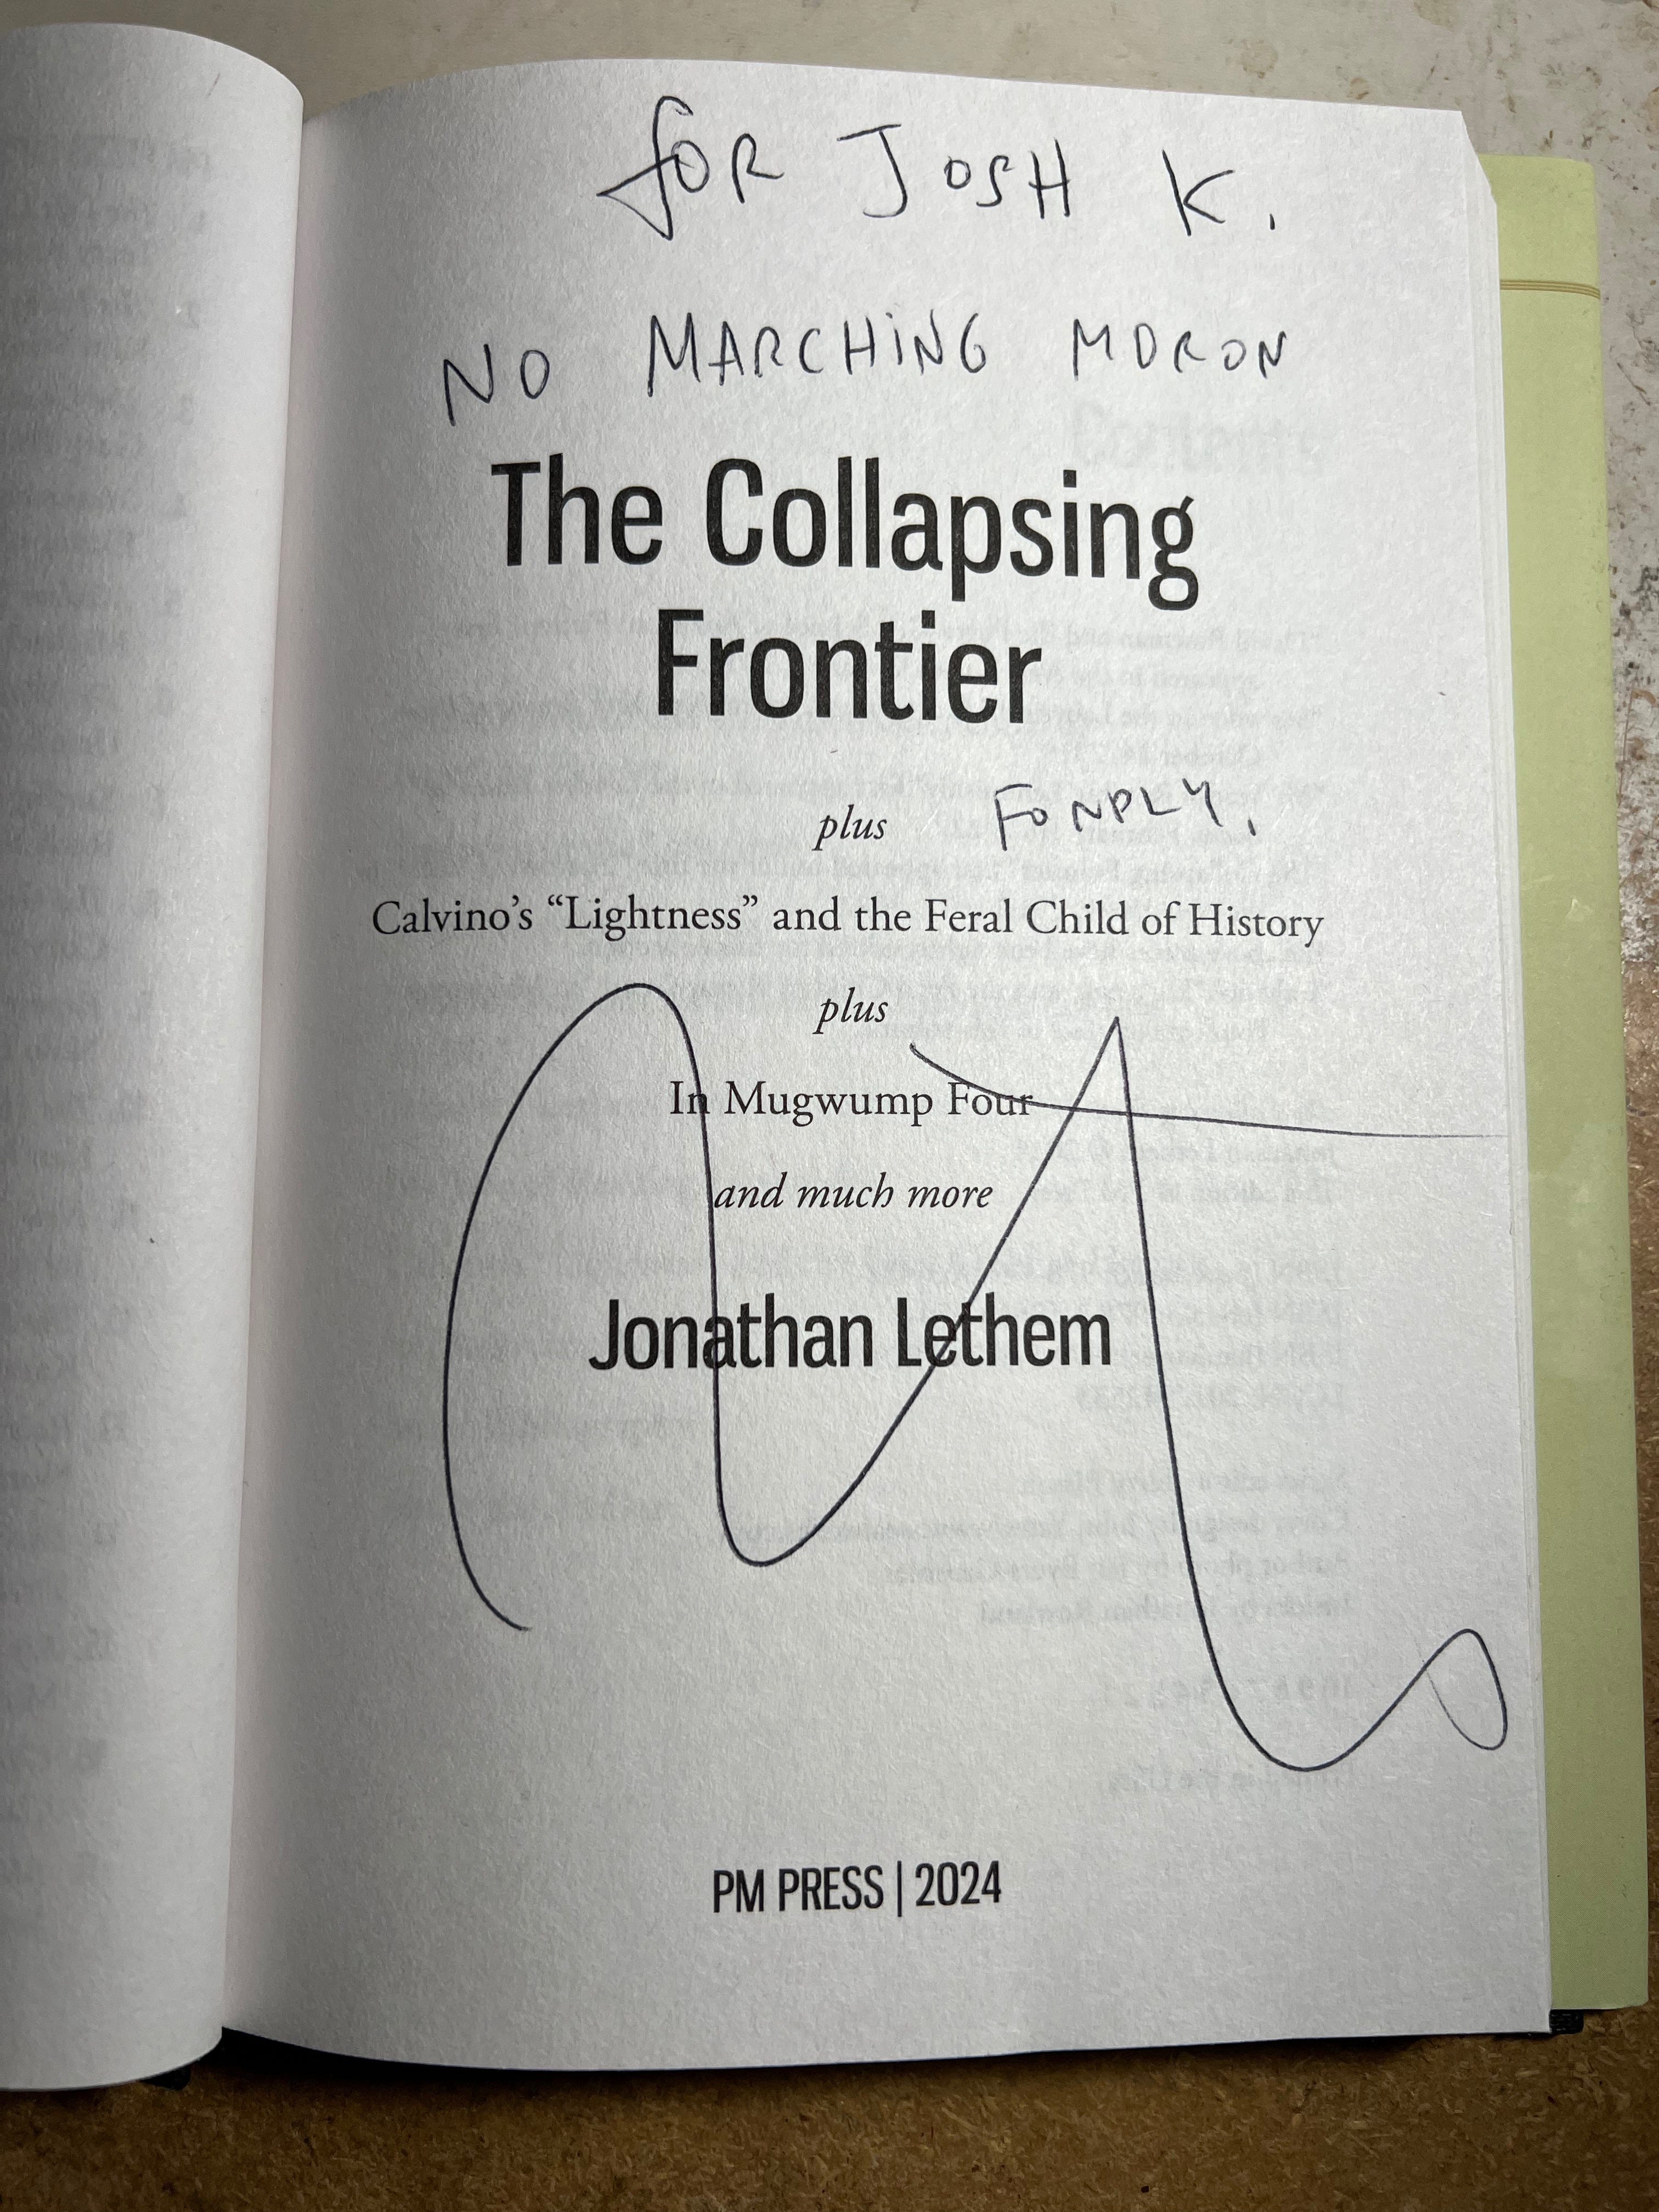 for JOSH K.
NO MARCHiNG MORON
The Collapsing
Frontier
plus FONDLY,
Calvino's “Lightness” and the Feral Child of History
plus
In Mugwump Four
and much more
Jonathan Lethem
PM PRESS | 2024